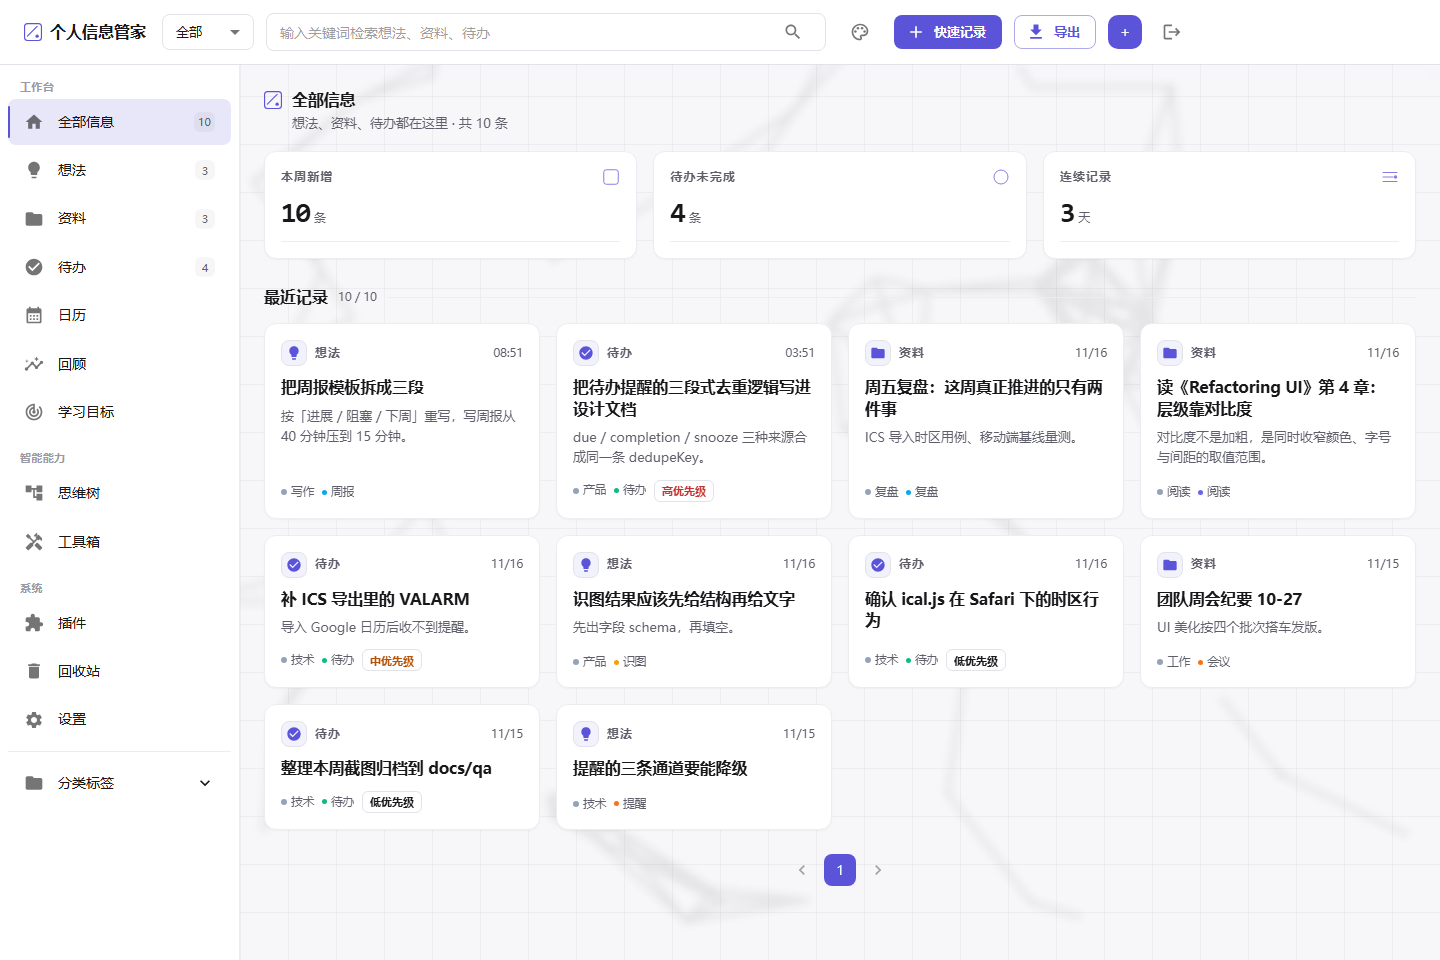 个人信息管家
全部
输入关键词检索想法、资料、待办
快速记录
导出
+
工作台
全部信息 10
想法 3
资料 3
待办 4
日历
回顾
学习目标
智能能力
思维树
工具箱
系统
插件
回收站
设置
分类标签
全部信息
想法、资料、待办都在这里 · 共 10 条
本周新增
10 条
待办未完成
4 条
连续记录
3 天
最近记录 10 / 10
想法 08:51
把周报模板拆成三段
按「进展 / 阻塞 / 下周」重写，写周报从
40 分钟压到 15 分钟。
写作 周报
待办 03:51
把待办提醒的三段式去重逻辑写进
设计文档
due / completion / snooze 三种来源合
成同一条 dedupeKey。
产品 待办 高优先级
资料 11/16
周五复盘：这周真正推进的只有两
件事
ICS 导入时区用例、移动端基线量测。
复盘 复盘
资料 11/16
读《Refactoring UI》第 4 章：
层级靠对比度
对比度不是加粗，是同时收窄颜色、字号
与间距的取值范围。
阅读 阅读
待办 11/16
补 ICS 导出里的 VALARM
导入 Google 日历后收不到提醒。
技术 待办 中优先级
想法 11/16
识图结果应该先给结构再给文字
先出字段 schema，再填空。
产品 识图
待办 11/16
确认 ical.js 在 Safari 下的时区行
为
技术 待办 低优先级
资料 11/15
团队周会纪要 10-27
UI 美化按四个批次搭车发版。
工作 会议
待办 11/15
整理本周截图归档到 docs/qa
技术 待办 低优先级
想法 11/15
提醒的三条通道要能降级
技术 提醒
1